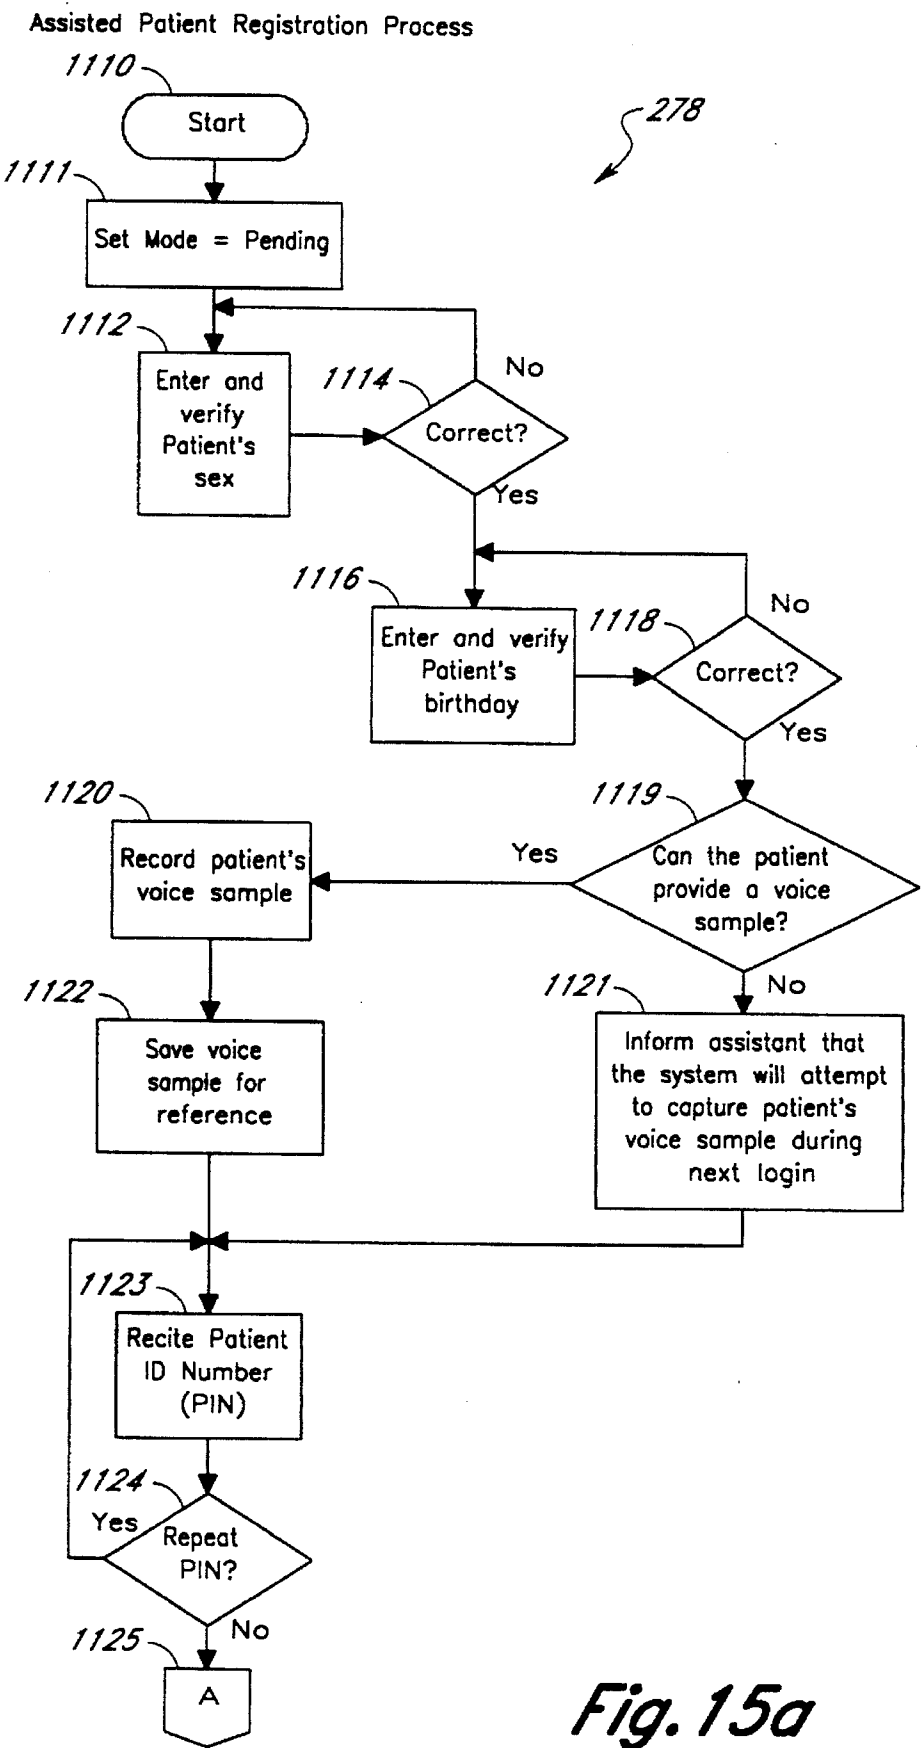 Assisted Patient Registration Process
1110
Start
278
1111
Set Mode = Pending
1112
Enter and
verify
Patient's
sex
1114
Correct?
No
Yes
1116
Enter and verify
Patient's
birthday
1118
Correct?
No
Yes
1119
Can the patient
provide a voice
sample?
Yes
No
1120
Record patient's
voice sample
1122
Save voice
sample for
reference
1121
Inform assistant that
the system will attempt
to capture patient's
voice sample during
next login
1123
Recite Patient
ID Number
(PIN)
1124
Yes
Repeat
PIN?
No
1125
A
Fig. 15a